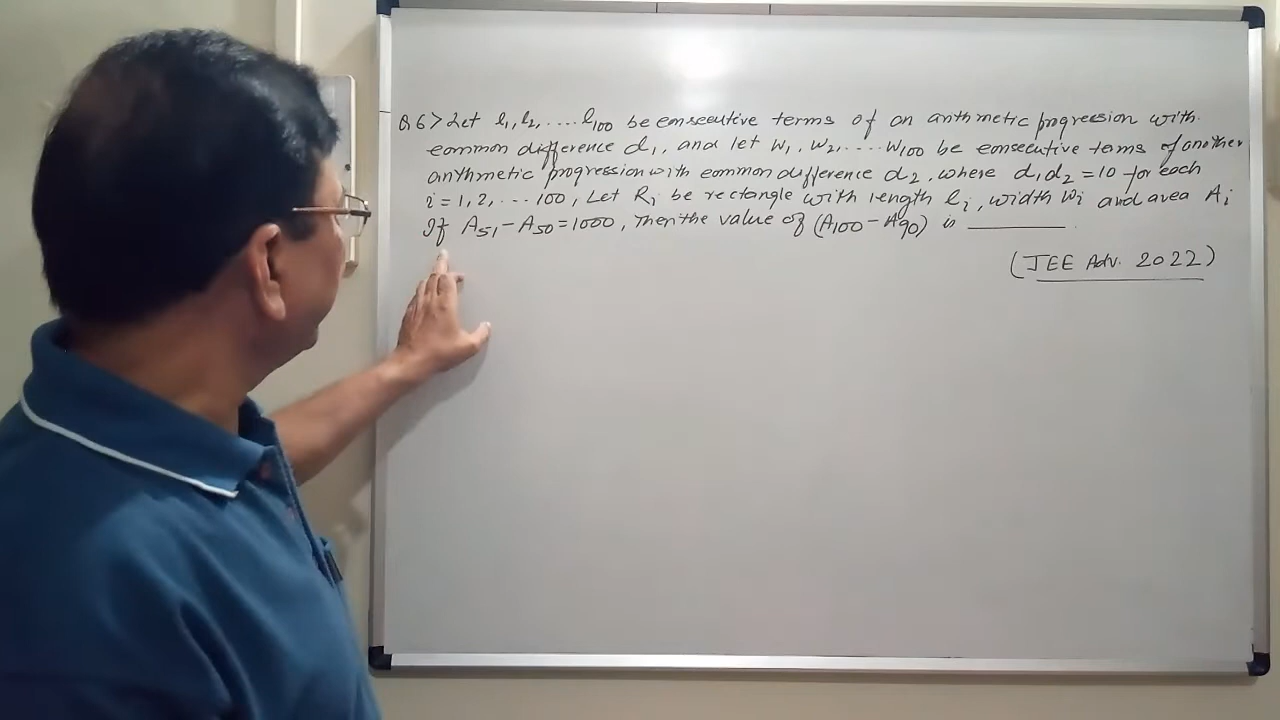 Q 6> Let l1, l2, .... l100 be consecutive terms of an arithmetic progression with
common difference d1, and let w1, w2, .... w100 be consecutive terms of another
arithmetic progression with common difference d2, where d1d2 = 10 for each
i = 1, 2, ... 100, Let Ri be rectangle with length li, width wi and area Ai
If A51 - A50 = 1000, Then the value of (A100 - A90) is ________.
(JEE Adv. 2022)